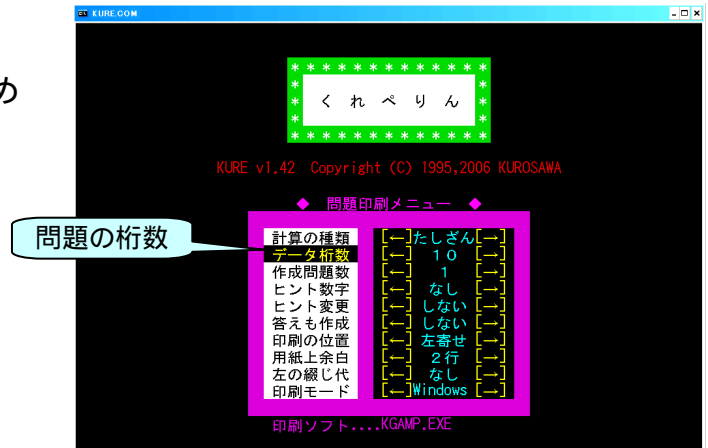 KURE.COM
め
* * * * * * * * * * * *
* くれぺりん *
* * * * * * * * * * * *
KURE v1.42 Copyright (C) 1995,2006 KUROSAWA
◆ 問題印刷メニュー ◆
問題の桁数
計算の種類 [←]たしざん[→]
データ桁数 [←] 10 [→]
作成問題数 [←] 1 [→]
ヒント数字 [←] なし [→]
ヒント変更 [←] しない [→]
答えも作成 [←] しない [→]
印刷の位置 [←] 左寄せ [→]
用紙上余白 [←] 2行 [→]
左の綴じ代 [←] なし [→]
印刷モード [←]Windows [→]
印刷ソフト....KGAMP.EXE